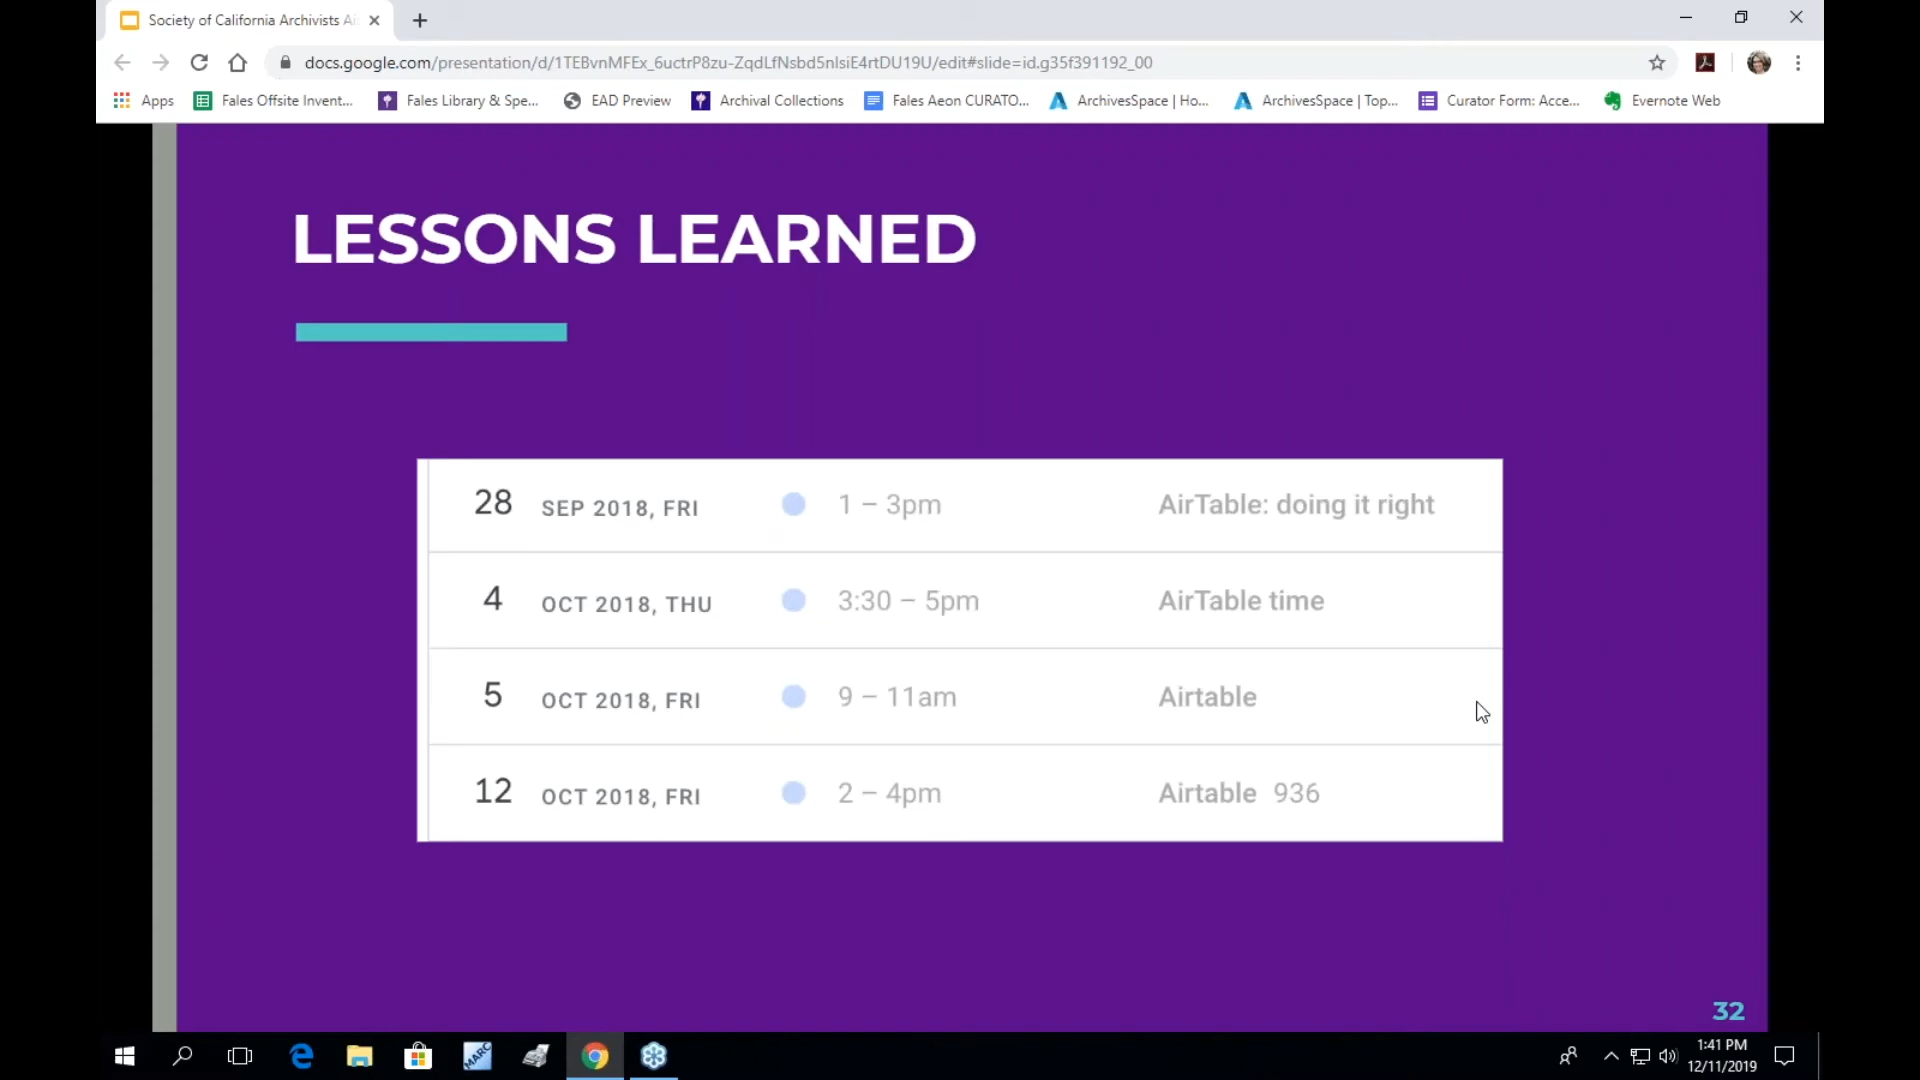 Society of California Archivists Ai
docs.google.com/presentation/d/1TEBvnMFEx_6uctrP8zu-ZqdLfNsbd5nlsiE4rtDU19U/edit#slide=id.g35f391192_00
Apps Fales Offsite Invent... Fales Library & Spe... EAD Preview Archival Collections Fales Aeon CURATO... ArchivesSpace | Ho... ArchivesSpace | Top... Curator Form: Acce... Evernote Web
LESSONS LEARNED
28 SEP 2018, FRI 1 – 3pm AirTable: doing it right
4 OCT 2018, THU 3:30 – 5pm AirTable time
5 OCT 2018, FRI 9 – 11am Airtable
12 OCT 2018, FRI 2 – 4pm Airtable 936
32
MARC
1:41 PM
12/11/2019